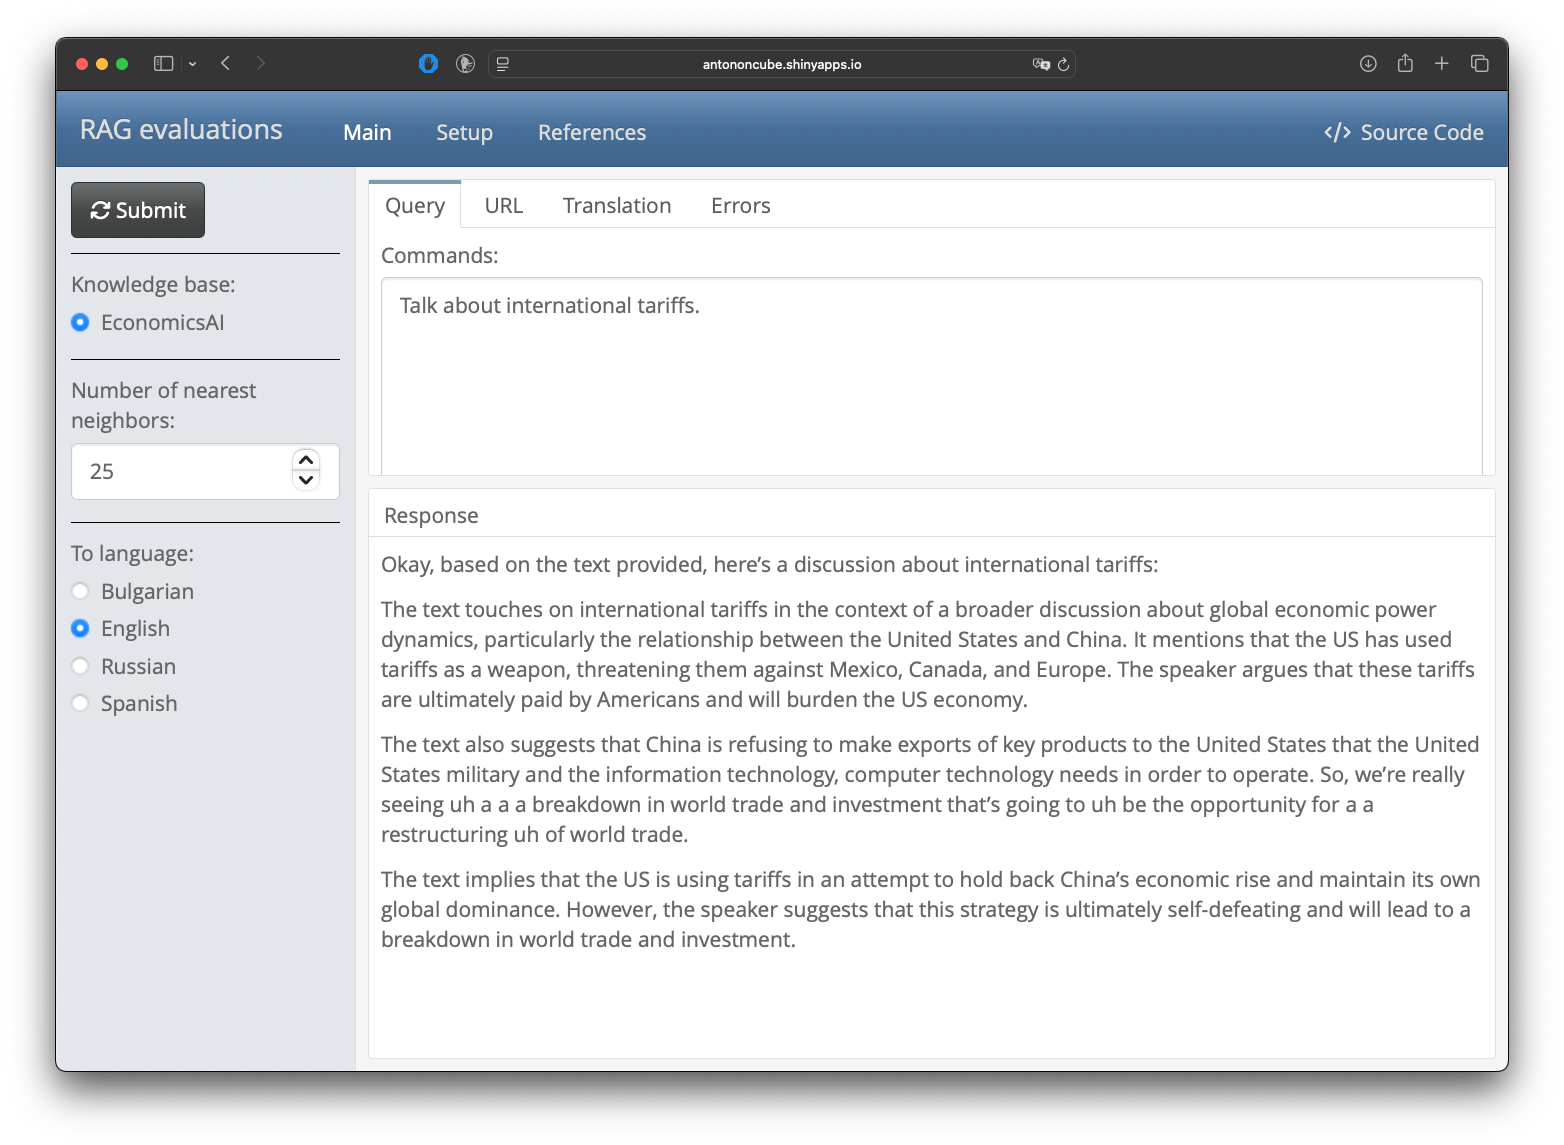 antononcube.shinyapps.io
RAG evaluations
Main
Setup
References
</> Source Code
Submit
Knowledge base:
EconomicsAI
Number of nearest
neighbors:
25
To language:
Bulgarian
English
Russian
Spanish
Query
URL
Translation
Errors
Commands:
Talk about international tariffs.
Response
Okay, based on the text provided, here’s a discussion about international tariffs:
The text touches on international tariffs in the context of a broader discussion about global economic power
dynamics, particularly the relationship between the United States and China. It mentions that the US has used
tariffs as a weapon, threatening them against Mexico, Canada, and Europe. The speaker argues that these tariffs
are ultimately paid by Americans and will burden the US economy.
The text also suggests that China is refusing to make exports of key products to the United States that the United
States military and the information technology, computer technology needs in order to operate. So, we’re really
seeing uh a a a breakdown in world trade and investment that’s going to uh be the opportunity for a a
restructuring uh of world trade.
The text implies that the US is using tariffs in an attempt to hold back China’s economic rise and maintain its own
global dominance. However, the speaker suggests that this strategy is ultimately self-defeating and will lead to a
breakdown in world trade and investment.